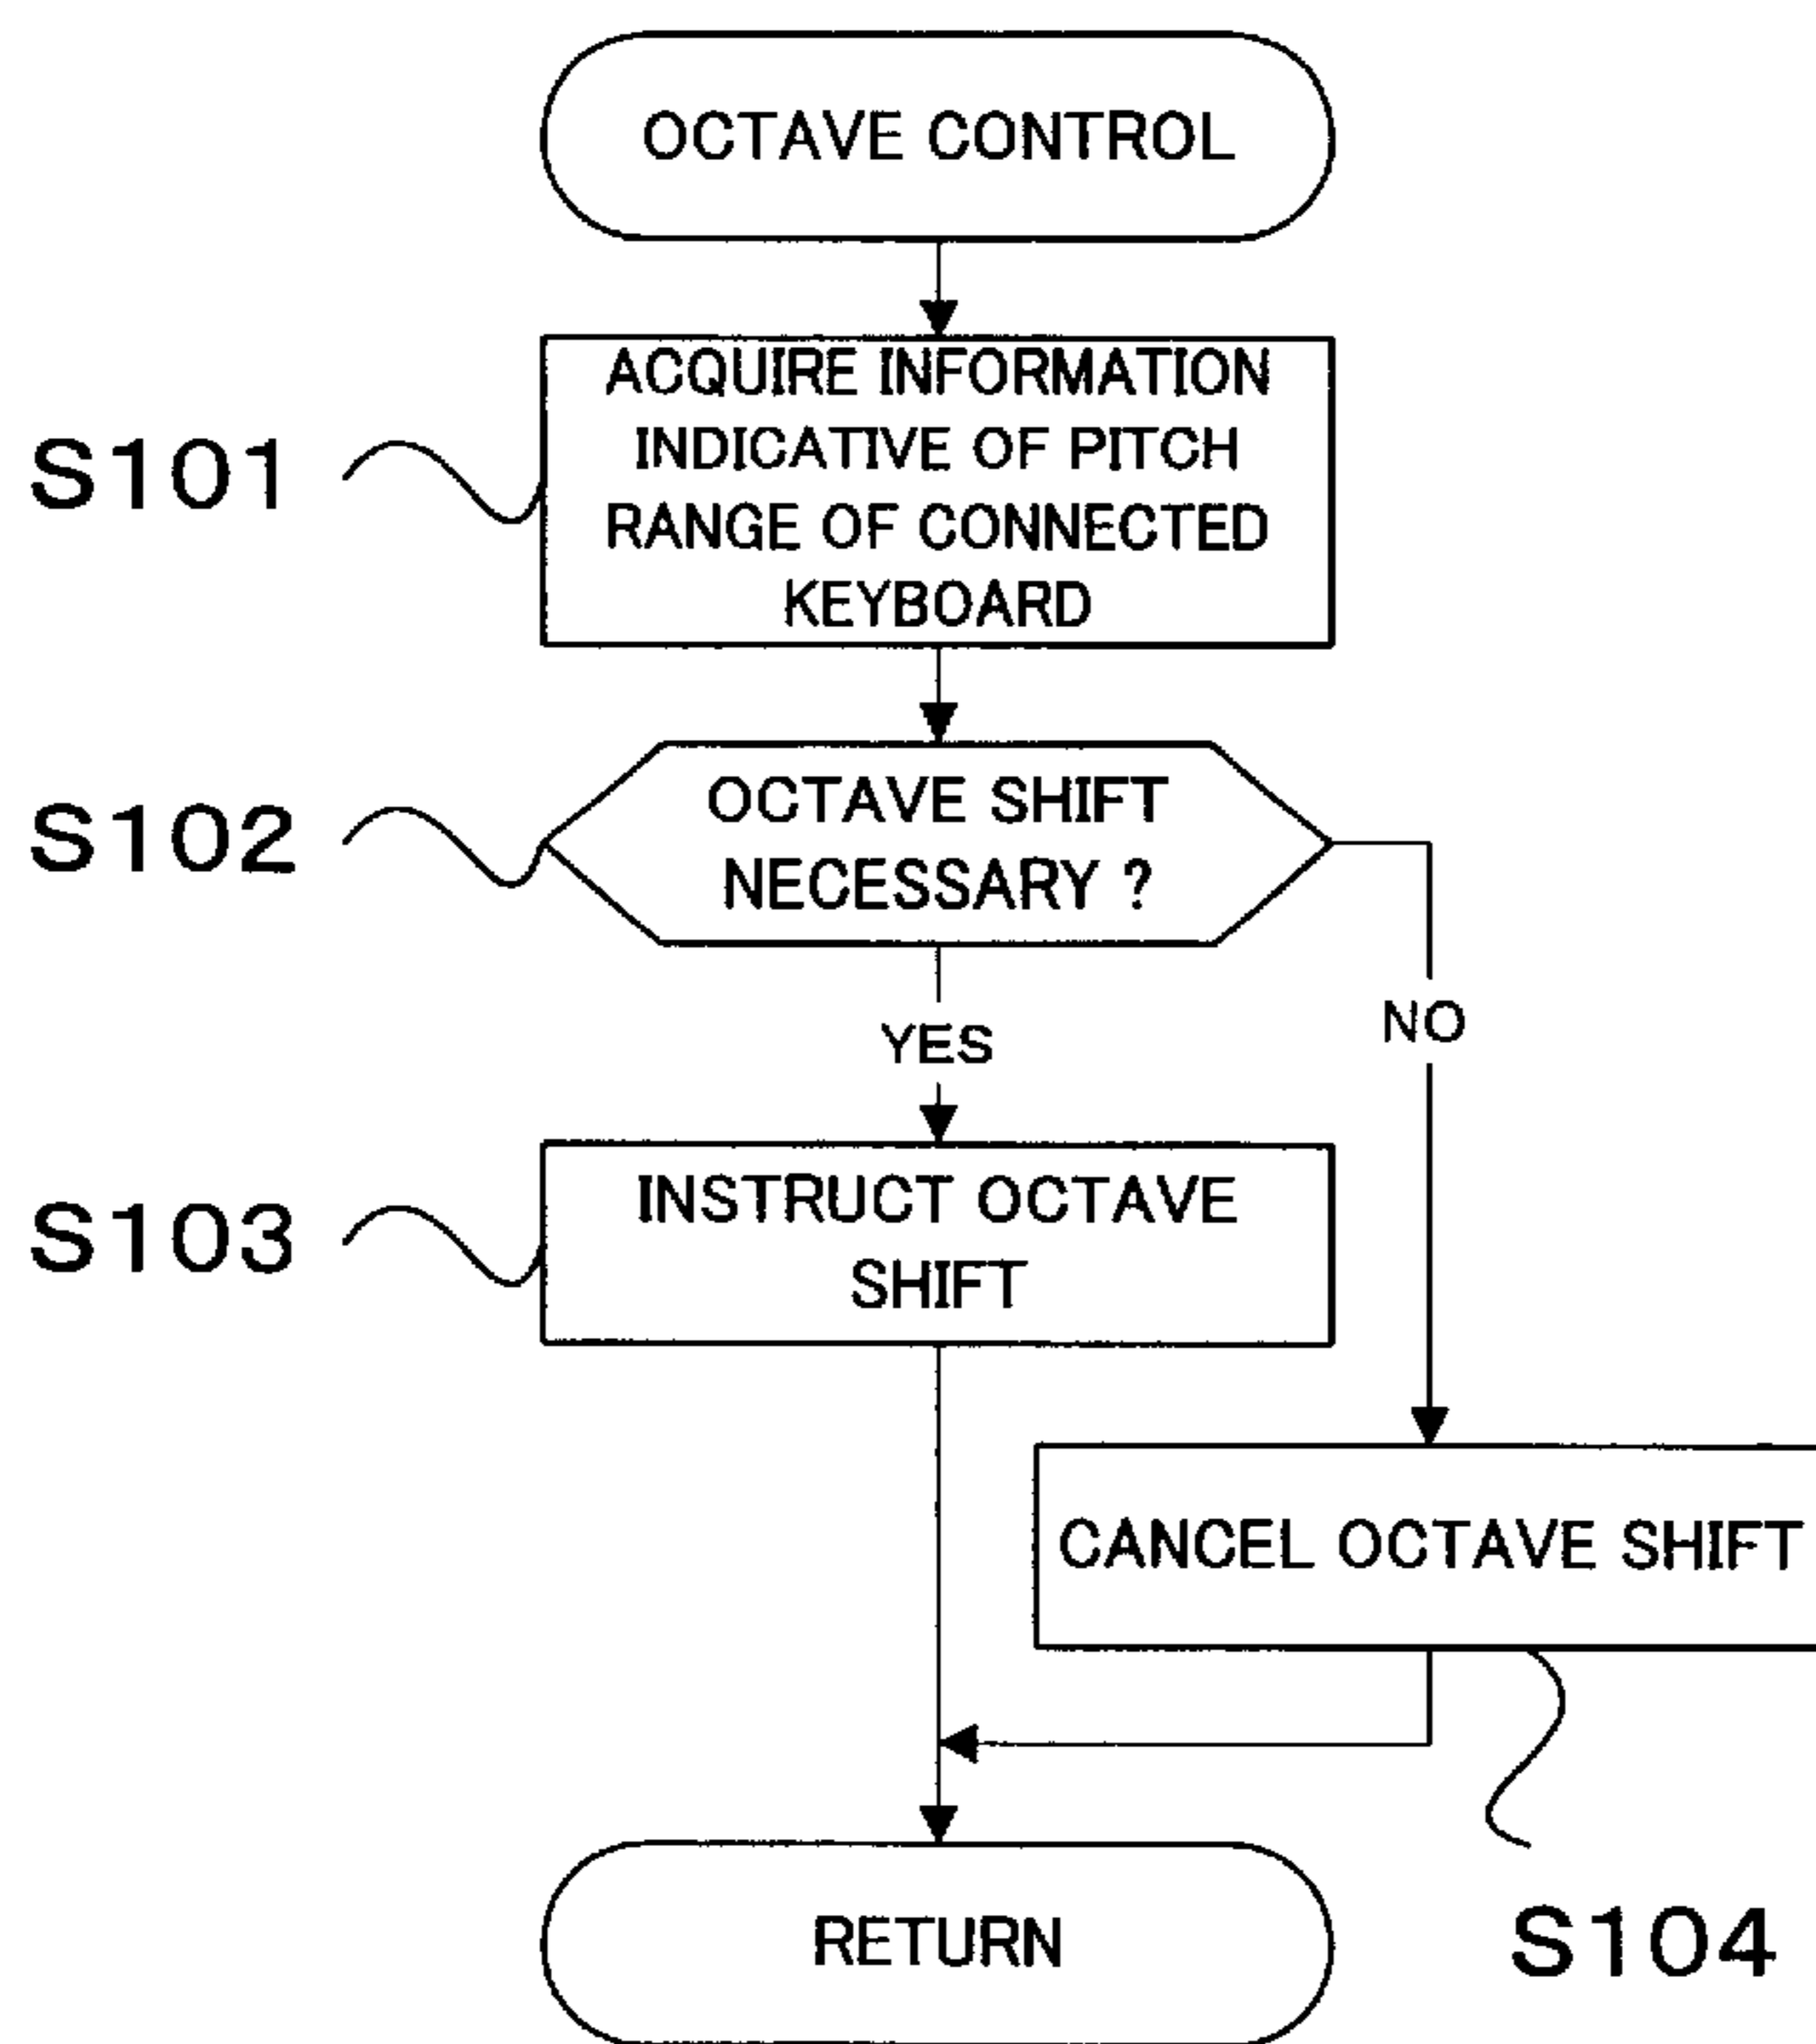 OCTAVE CONTROL
S101
ACQUIRE INFORMATION
INDICATIVE OF PITCH
RANGE OF CONNECTED
KEYBOARD
S102
OCTAVE SHIFT
NECESSARY ?
YES
NO
S103
INSTRUCT OCTAVE
SHIFT
CANCEL OCTAVE SHIFT
S104
RETURN